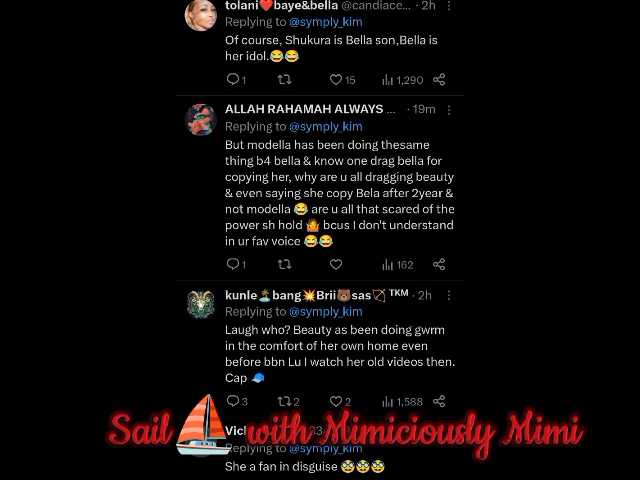 tolani❤️baye&bella @candiace... · 2h
Replying to @symply_kim
Of course, Shukura is Bella son,Bella is
her idol.😂😂
1 15 1,290
ALLAH RAHAMAH ALWAYS ... · 19m
Replying to @symply_kim
But modella has been doing thesame
thing b4 bella & know one drag bella for
copying her, why are u all dragging beauty
& even saying she copy Bela after 2year &
not modella 😂 are u all that scared of the
power sh hold 🤷 bcus I don't understand
in ur fav voice 😂😂
1 162
kunle🏝️bang💥Brii🐻sas🏹 ᵀᴷᴹ · 2h
Replying to @symply_kim
Laugh who? Beauty as been doing gwrm
in the comfort of her own home even
before bbn Lu I watch her old videos then.
Cap 🧢
3 2 2 1,588
Sail⛵with Mimiciously Mimi
Replying to @symply_kim
She a fan in disguise 🥸🥸🥸